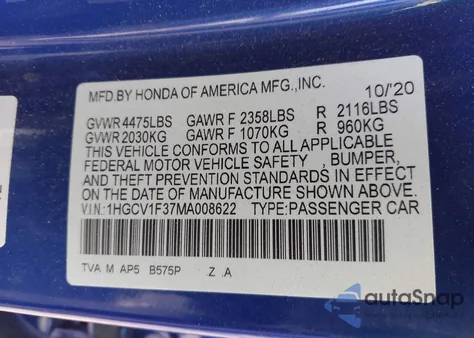 MFD.BY HONDA OF AMERICA MFG.,INC. 10/'20
GVWR 4475LBS GAWR F 2358LBS R 2116LBS
GVWR 2030KG GAWR F 1070KG R 960KG
THIS VEHICLE CONFORMS TO ALL APPLICABLE
FEDERAL MOTOR VEHICLE SAFETY , BUMPER,
AND THEFT PREVENTION STANDARDS IN EFFECT
ON THE DATE OF MANUFACTURE SHOWN ABOVE.
V.I.N.:1HGCV1F37MA008622 TYPE:PASSENGER CAR
TVA M AP5 B575P Z .A
autoSnap